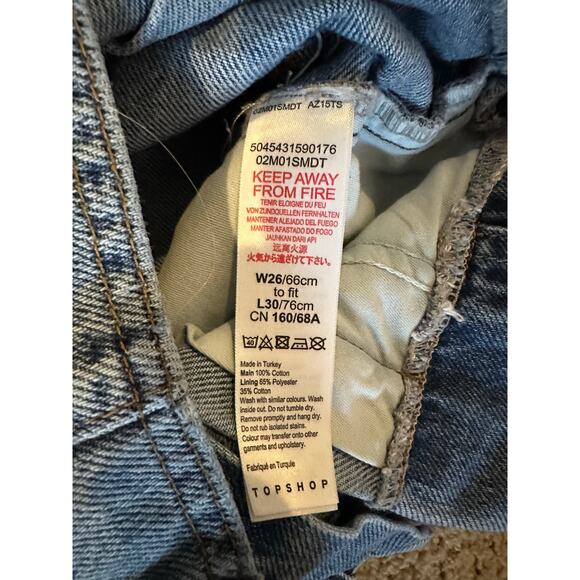 02M01SMDT AZ15TS
5045431590176
02M01SMDT
KEEP AWAY
FROM FIRE
TENIR ELOIGNE DU FEU
VON ZUNDQUELLEN FERNHALTEN
MANTENER ALEJADO DEL FUEGO
MANTER AFASTADO DO FOGO
JAUHKAN DARI API
远离火源
火気から遠ざけて下さい。
W26/66cm
to fit
L30/76cm
CN 160/68A
Made in Turkey
Main 100% Cotton
Lining 65% Polyester
35% Cotton
Wash with similar colours. Wash
inside out. Do not tumble dry.
Remove promptly and hang dry.
Do not rub isolated stains.
Colour may transfer onto other
garments and upholstery.
Fabriqué en Turquie
TOPSHOP